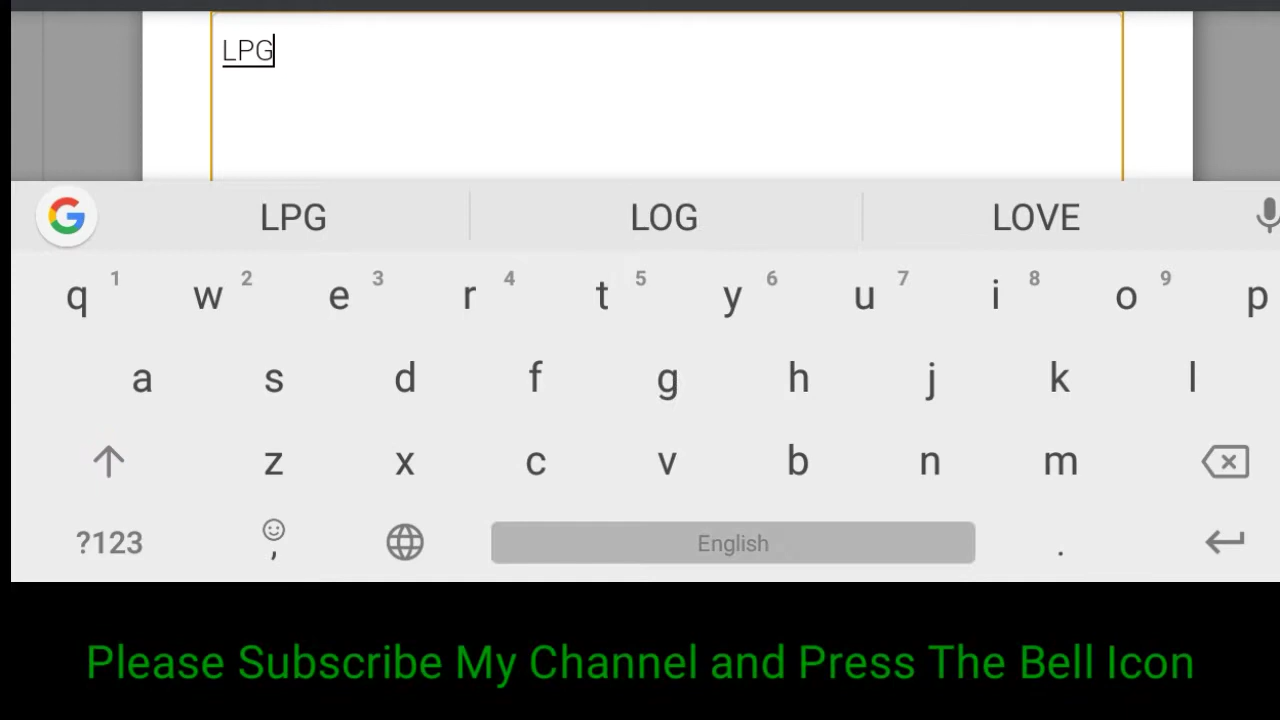 LPG
LPG LOG LOVE
q 1 w 2 e 3 r 4 t 5 y 6 u 7 i 8 o 9 p
a s d f g h j k l
z x c v b n m
?123 , English .
Please Subscribe My Channel and Press The Bell Icon